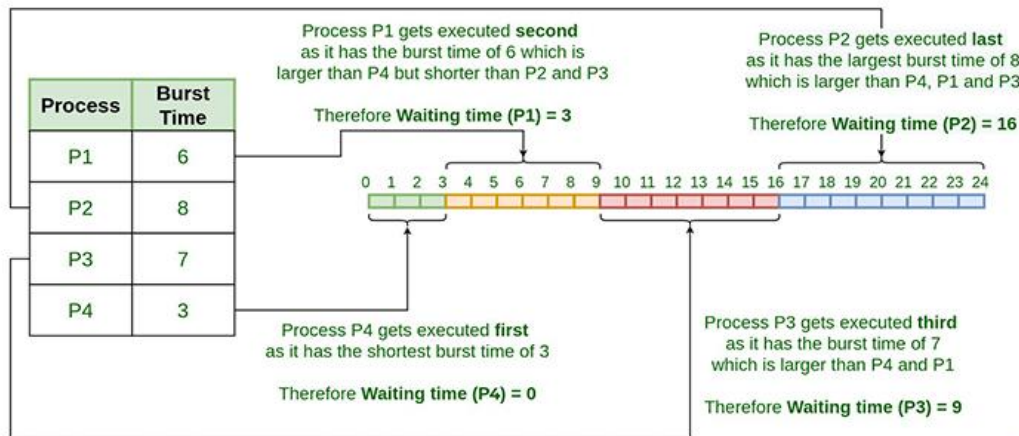 Process P1 gets executed second
as it has the burst time of 6 which is
larger than P4 but shorter than P2 and P3
Therefore Waiting time (P1) = 3
Process P2 gets executed last
as it has the largest burst time of 8
which is larger than P4, P1 and P3
Therefore Waiting time (P2) = 16
Process Burst Time
P1 6
P2 8
P3 7
P4 3
0 1 2 3 4 5 6 7 8 9 10 11 12 13 14 15 16 17 18 19 20 21 22 23 24
Process P4 gets executed first
as it has the shortest burst time of 3
Therefore Waiting time (P4) = 0
Process P3 gets executed third
as it has the burst time of 7
which is larger than P4 and P1
Therefore Waiting time (P3) = 9